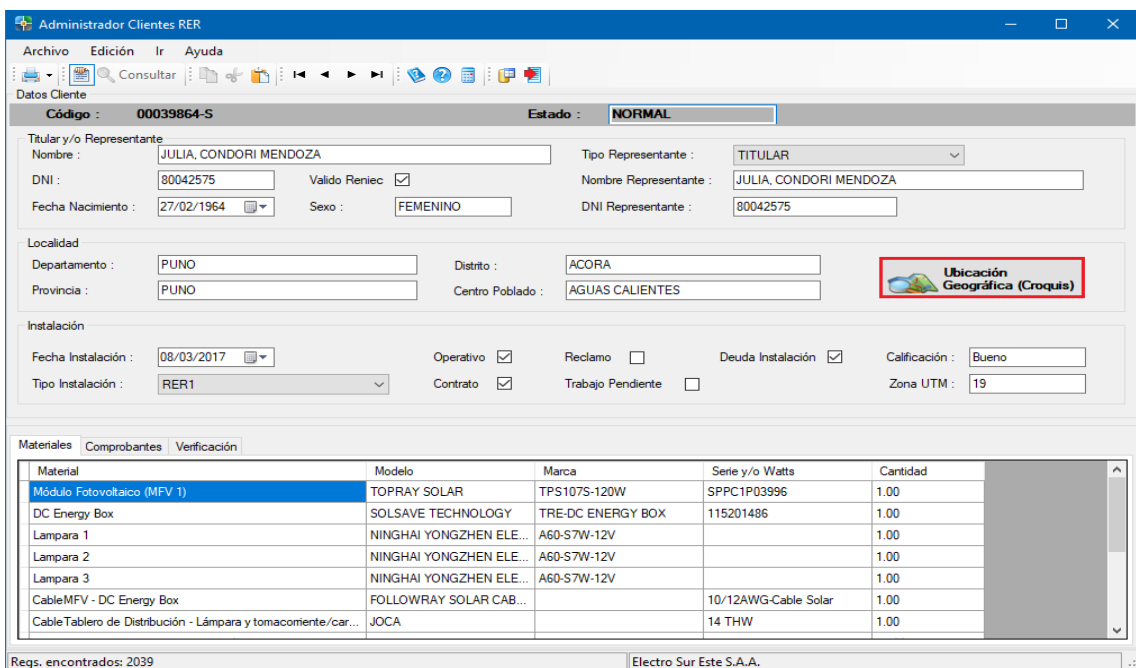 Administrador Clientes RER
Archivo Edición Ir Ayuda
Consultar
Datos Cliente
Código : 00039864-S Estado : NORMAL
Titular y/o Representante
Nombre : JULIA, CONDORI MENDOZA Tipo Representante : TITULAR
DNI : 80042575 Valido Reniec Nombre Representante : JULIA, CONDORI MENDOZA
Fecha Nacimiento : 27/02/1964 Sexo : FEMENINO DNI Representante : 80042575
Localidad
Departamento : PUNO Distrito : ACORA
Provincia : PUNO Centro Poblado : AGUAS CALIENTES
Ubicación
Geográfica (Croquis)
Instalación
Fecha Instalación : 08/03/2017 Operativo Reclamo Deuda Instalación Calificación : Bueno
Tipo Instalación : RER1 Contrato Trabajo Pendiente Zona UTM : 19
Materiales Comprobantes Verificación
Material Modelo Marca Serie y/o Watts Cantidad
Módulo Fotovoltaico (MFV 1) TOPRAY SOLAR TPS107S-120W SPPC1P03996 1.00
DC Energy Box SOLSAVE TECHNOLOGY TRE-DC ENERGY BOX 115201486 1.00
Lampara 1 NINGHAI YONGZHEN ELE... A60-S7W-12V 1.00
Lampara 2 NINGHAI YONGZHEN ELE... A60-S7W-12V 1.00
Lampara 3 NINGHAI YONGZHEN ELE... A60-S7W-12V 1.00
CableMFV - DC Energy Box FOLLOWRAY SOLAR CAB... 10/12AWG-Cable Solar 1.00
CableTablero de Distribución - Lámpara y tomacorriente/car... JOCA 14 THW 1.00
Regs. encontrados: 2039 Electro Sur Este S.A.A.